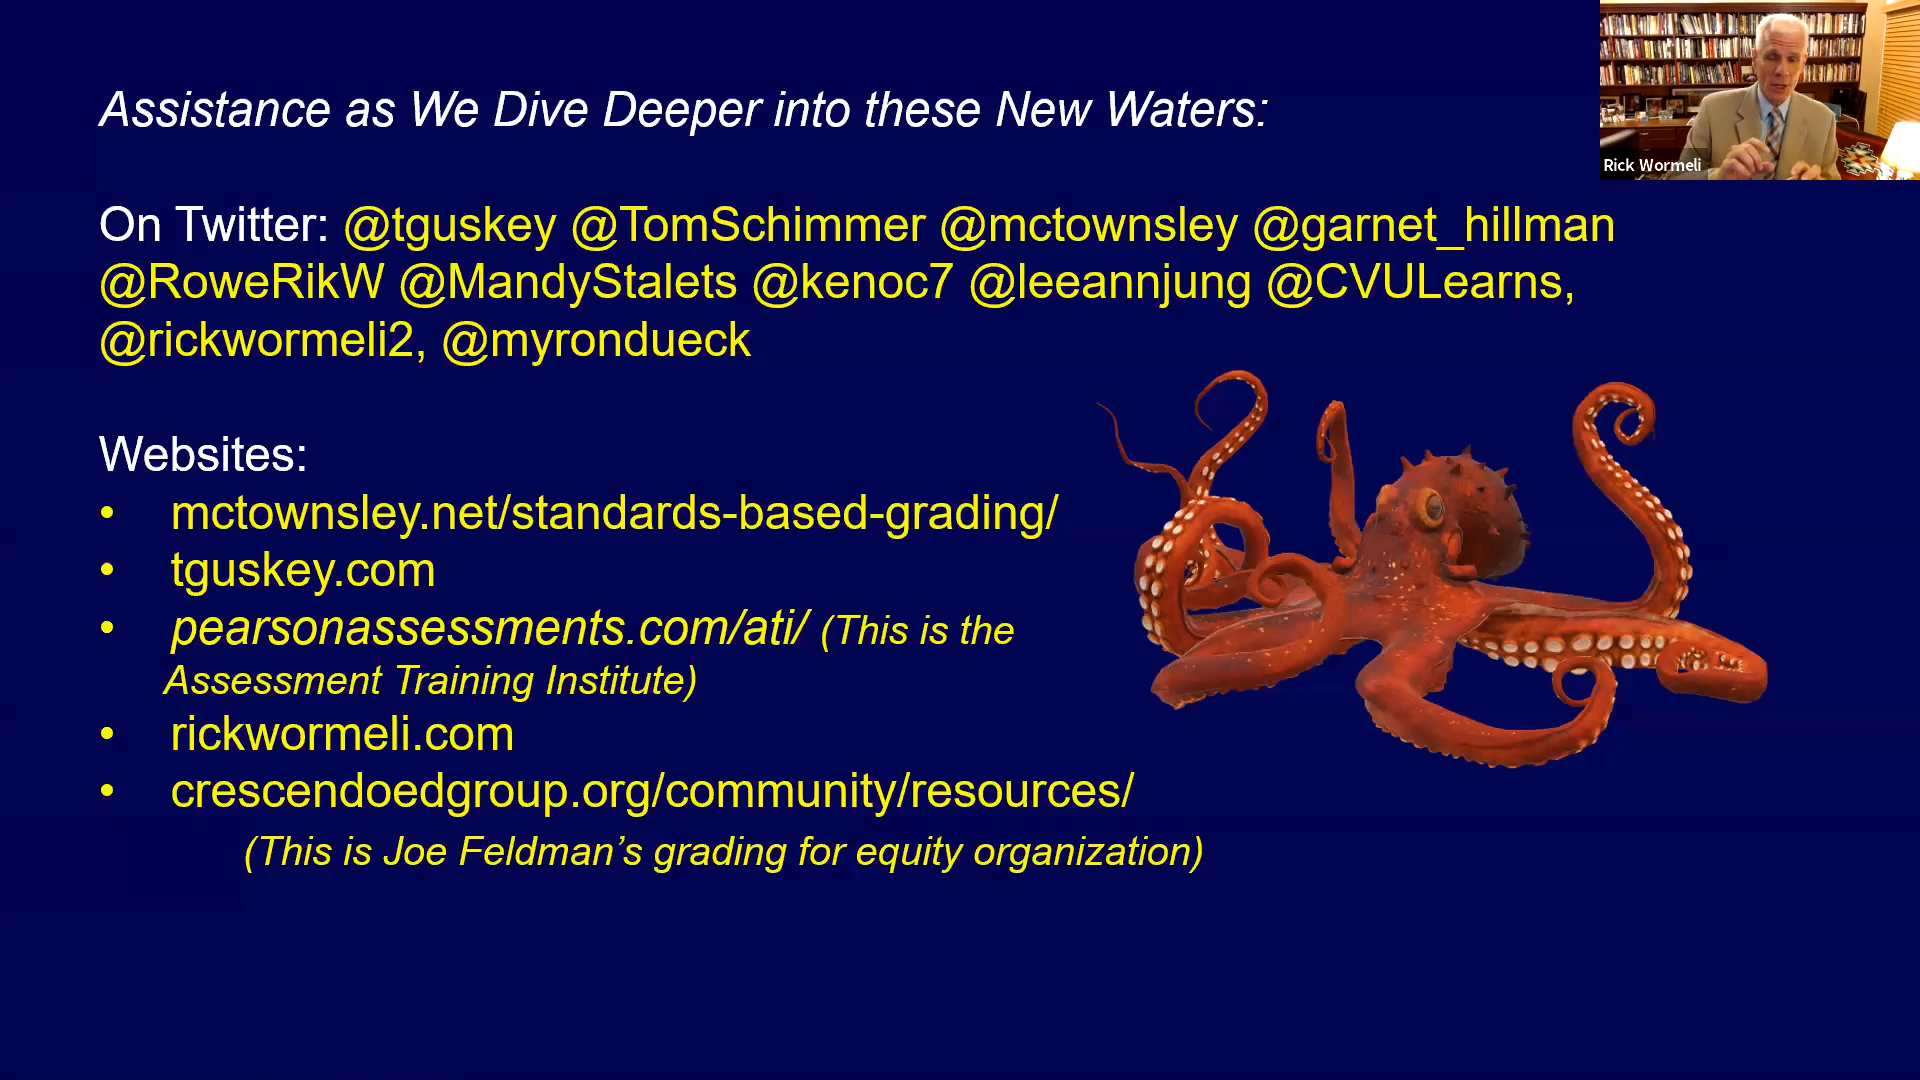 Assistance as We Dive Deeper into these New Waters:
Rick Wormeli
On Twitter: @tguskey @TomSchimmer @mctownsley @garnet_hillman
@RoweRikW @MandyStalets @kenoc7 @leeannjung @CVULearns,
@rickwormeli2, @myrondueck
Websites:
• mctownsley.net/standards-based-grading/
• tguskey.com
• pearsonassessments.com/ati/ (This is the
Assessment Training Institute)
• rickwormeli.com
• crescendoedgroup.org/community/resources/
(This is Joe Feldman’s grading for equity organization)